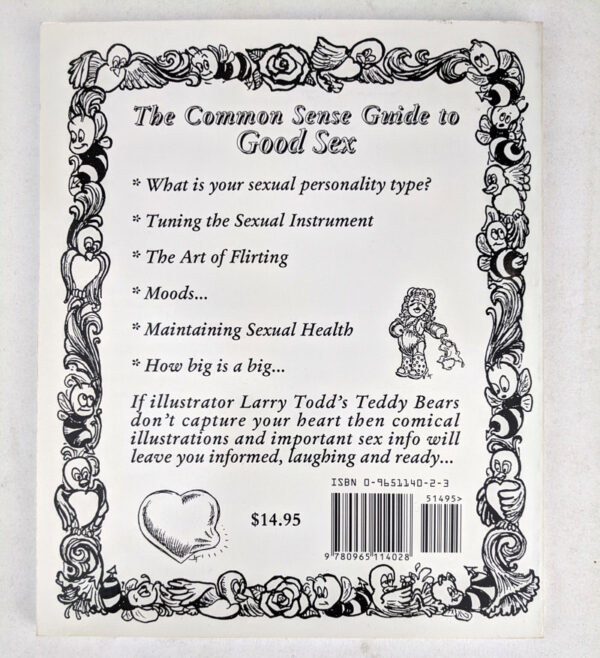 The Common Sense Guide to
Good Sex
* What is your sexual personality type?
* Tuning the Sexual Instrument
* The Art of Flirting
* Moods...
* Maintaining Sexual Health
* How big is a big...
If illustrator Larry Todd's Teddy Bears
don't capture your heart then comical
illustrations and important sex info will
leave you informed, laughing and ready...
ISBN 0-9651140-2-3
51495>
$14.95
9 780965 114028